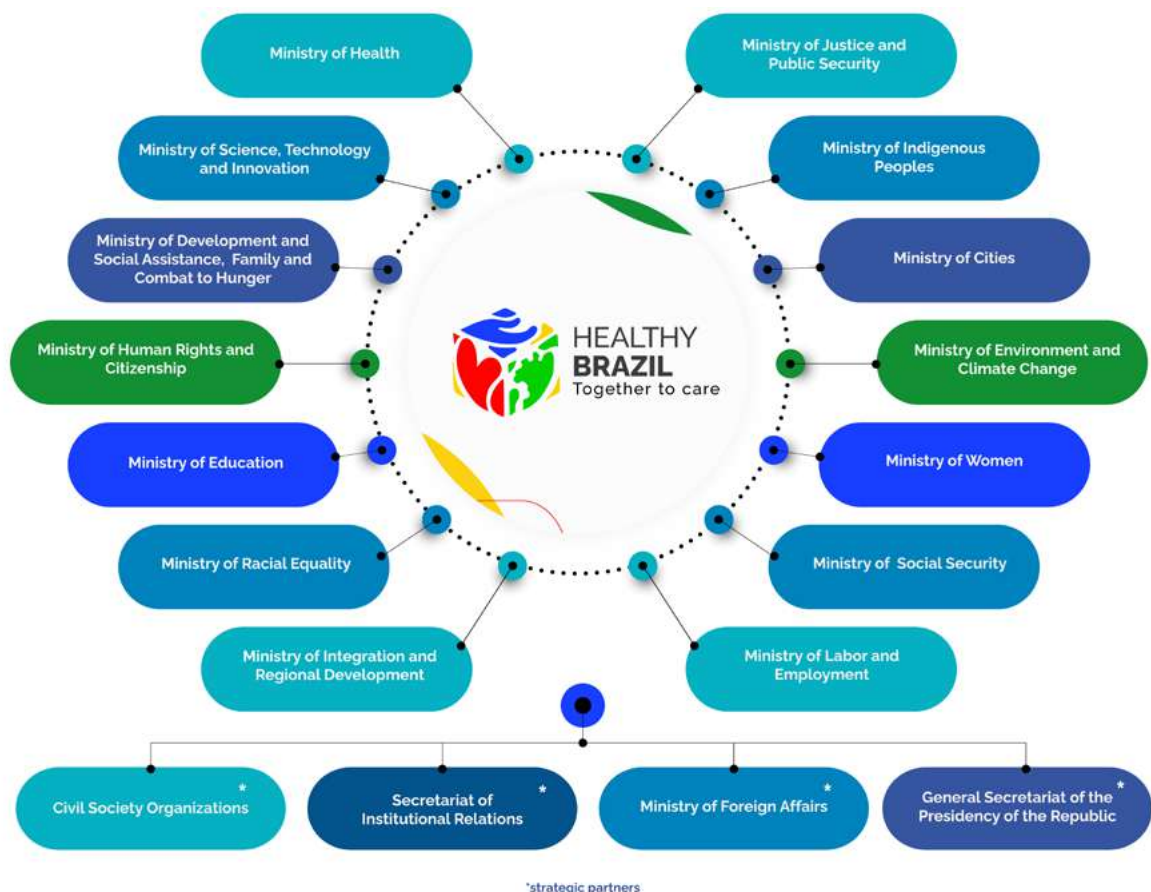 Ministry of Health
Ministry of Justice and
Public Security
Ministry of Science, Technology
and Innovation
Ministry of Indigenous
Peoples
Ministry of Development and
Social Assistance, Family and
Combat to Hunger
Ministry of Cities
HEALTHY
BRAZIL
Together to care
Ministry of Human Rights and
Citizenship
Ministry of Environment and
Climate Change
Ministry of Education
Ministry of Women
Ministry of Racial Equality
Ministry of Social Security
Ministry of Integration and
Regional Development
Ministry of Labor and
Employment
Civil Society Organizations *
Secretariat of *
Institutional Relations
Ministry of Foreign Affairs *
General Secretariat of the *
Presidency of the Republic
*strategic partners